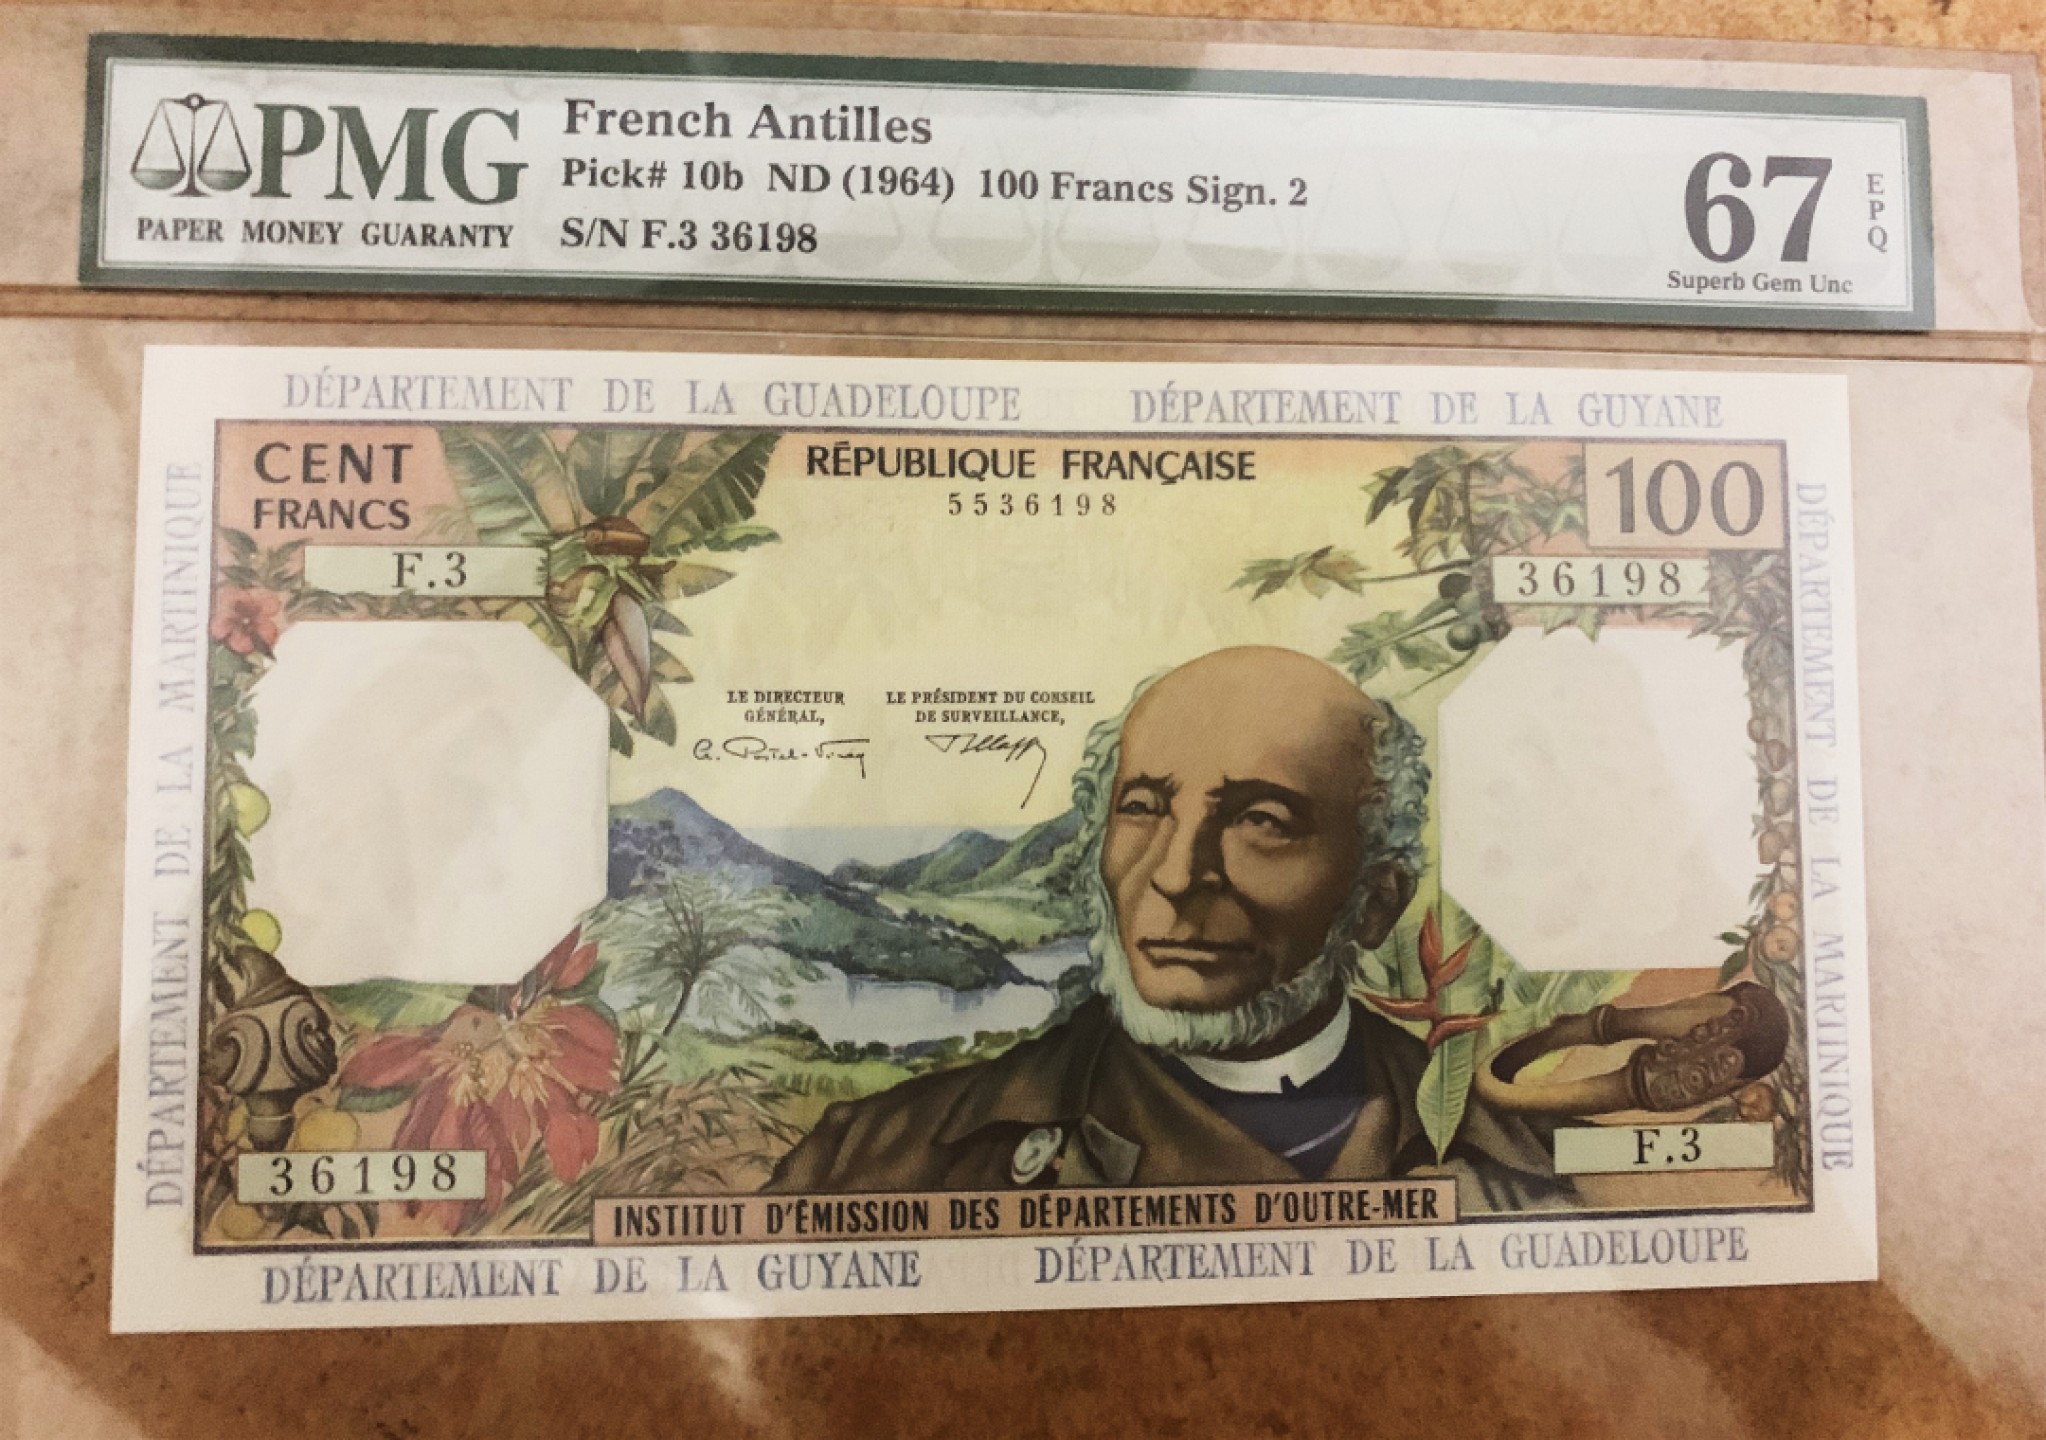 PMG
PAPER MONEY GUARANTY
French Antilles
Pick# 10b ND (1964) 100 Francs Sign. 2
S/N F.3 36198
67
EPQ
Superb Gem Unc
DÉPARTEMENT DE LA GUADELOUPE DÉPARTEMENT DE LA GUYANE
DÉPARTEMENT DE LA MARTINIQUE
CENT
FRANCS
RÉPUBLIQUE FRANÇAISE
5536198
100
F.3
36198
LE DIRECTEUR
GÉNÉRAL,
LE PRÉSIDENT DU CONSEIL
DE SURVEILLANCE,
DÉPARTEMENT DE LA MARTINIQUE
36198
F.3
INSTITUT D'ÉMISSION DES DÉPARTEMENTS D'OUTRE-MER
DÉPARTEMENT DE LA GUYANE DÉPARTEMENT DE LA GUADELOUPE